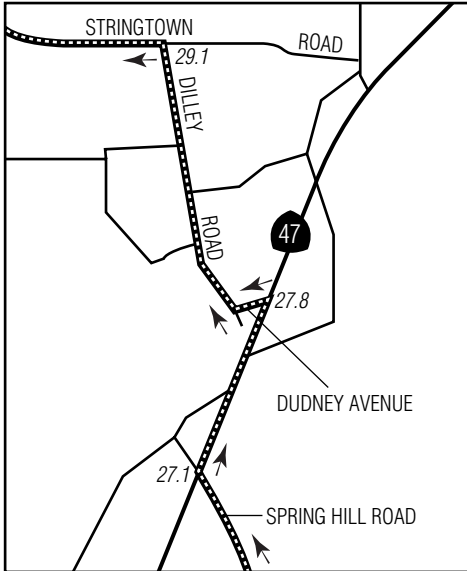 STRINGTOWN
ROAD
29.1
DILLEY
ROAD
47
27.8
DUDNEY AVENUE
27.1
SPRING HILL ROAD